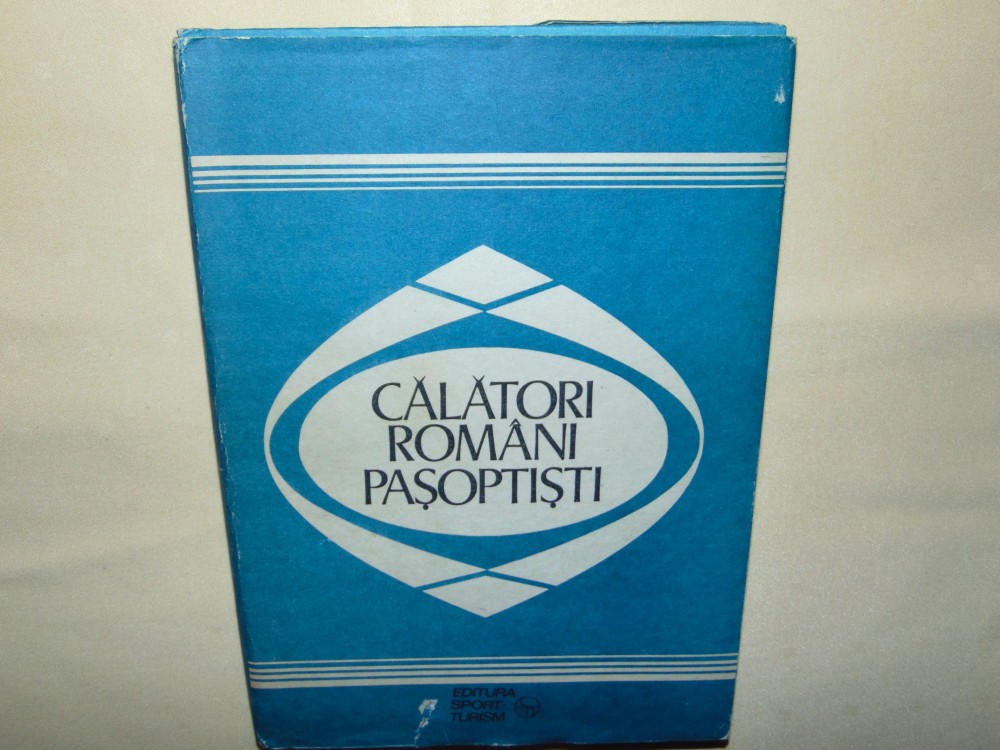 CĂLĂTORI
ROMÂNI
PAȘOPTIȘTI
EDITURA
SPORT-
TURISM